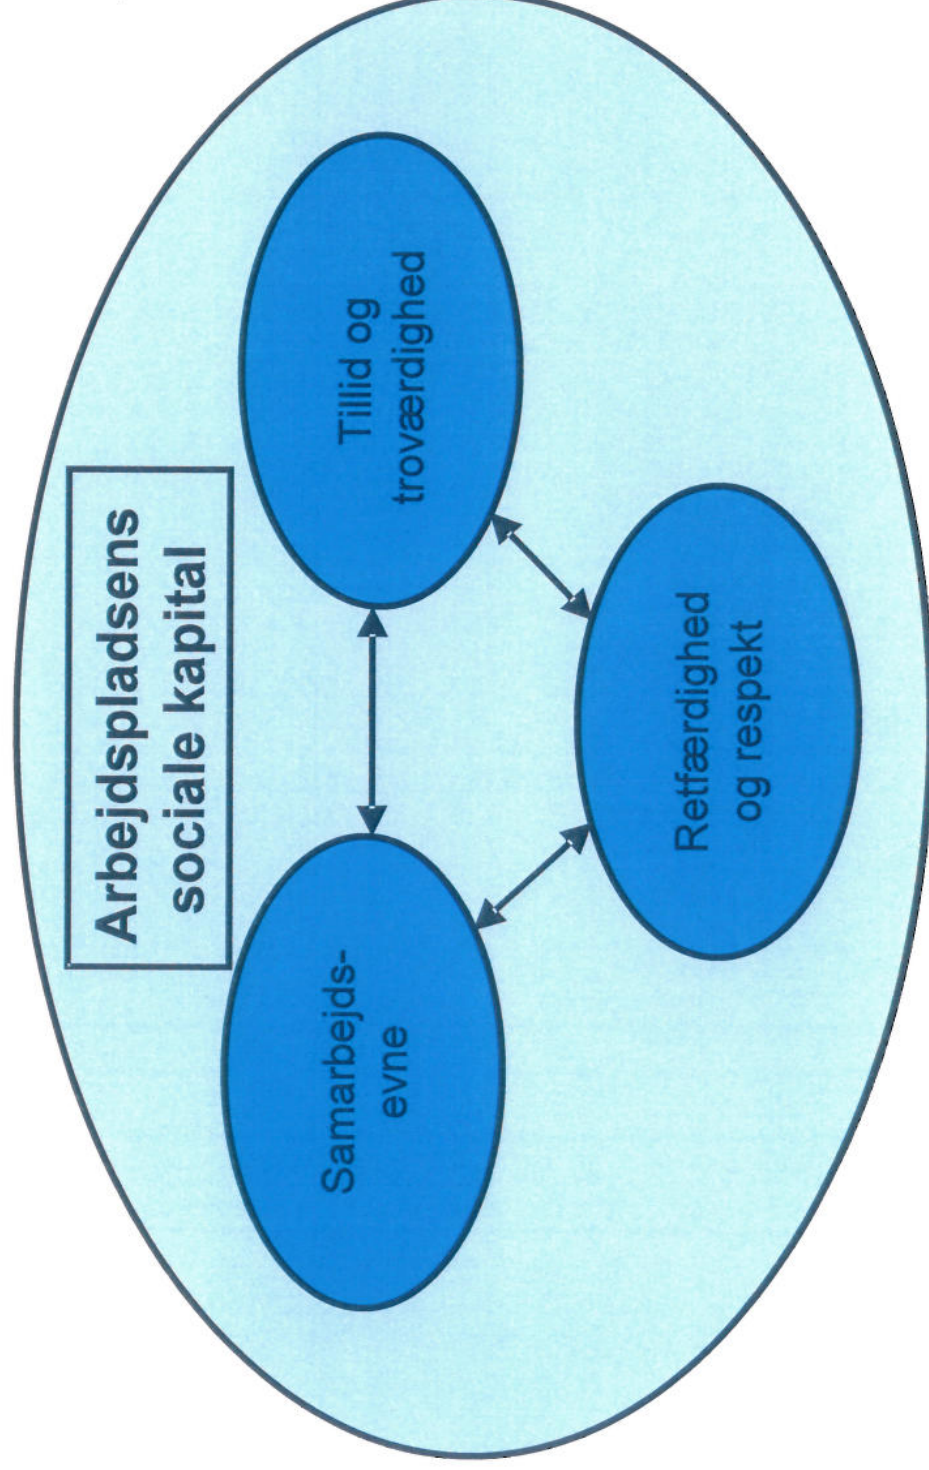 Arbejdspladsens
sociale kapital
Samarbejds-
evne
Tillid og
troværdighed
Retfærdighed
og respekt